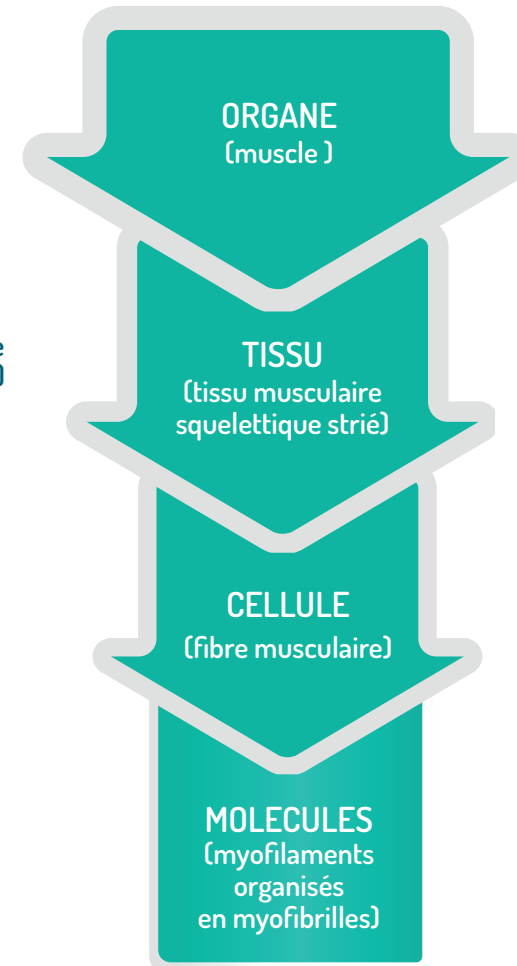 ORGANE
(muscle )
TISSU
(tissu musculaire
squelettique strié)
CELLULE
(fibre musculaire)
MOLECULES
(myofilaments
organisés
en myofibrilles)